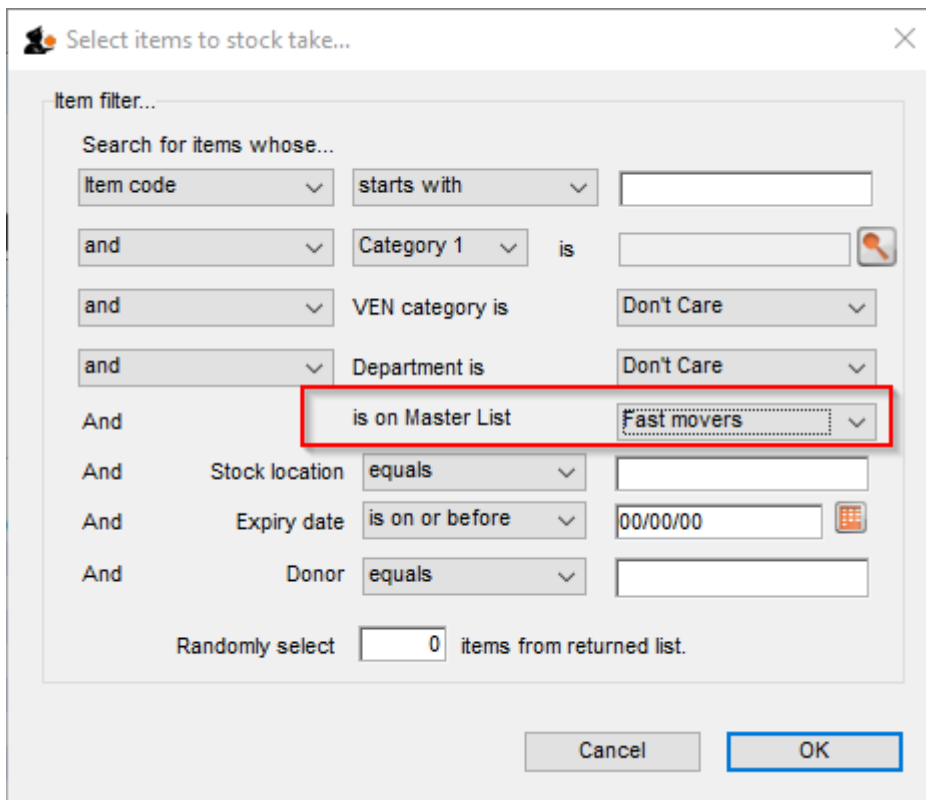 Select items to stock take...
Item filter...
Search for items whose...
Item code starts with
and Category 1 is
and VEN category is Don't Care
and Department is Don't Care
And is on Master List Fast movers
And Stock location equals
And Expiry date is on or before 00/00/00
And Donor equals
Randomly select 0 items from returned list.
Cancel OK